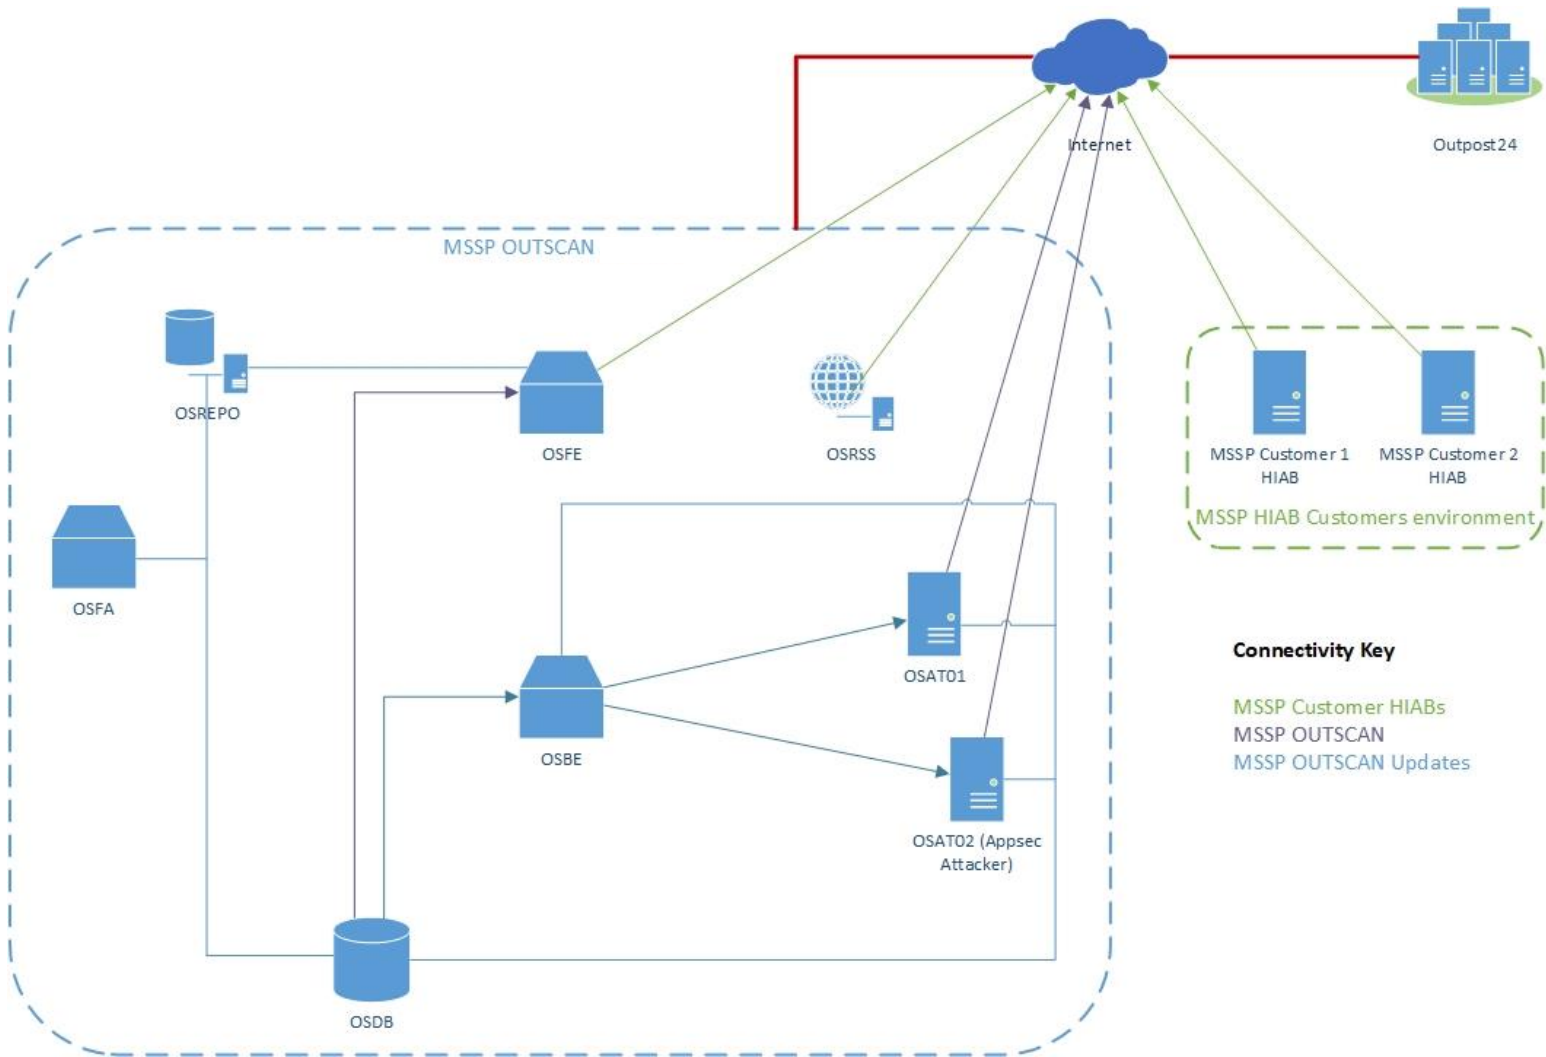 Internet
Outpost24
MSSP OUTSCAN
OSREPO
OSFE
OSRSS
MSSP Customer 1
HIAB
MSSP Customer 2
HIAB
MSSP HIAB Customers environment
OSFA
OSAT01
OSBE
OSAT02 (Appsec
Attacker)
OSDB
Connectivity Key
MSSP Customer HIABs
MSSP OUTSCAN
MSSP OUTSCAN Updates